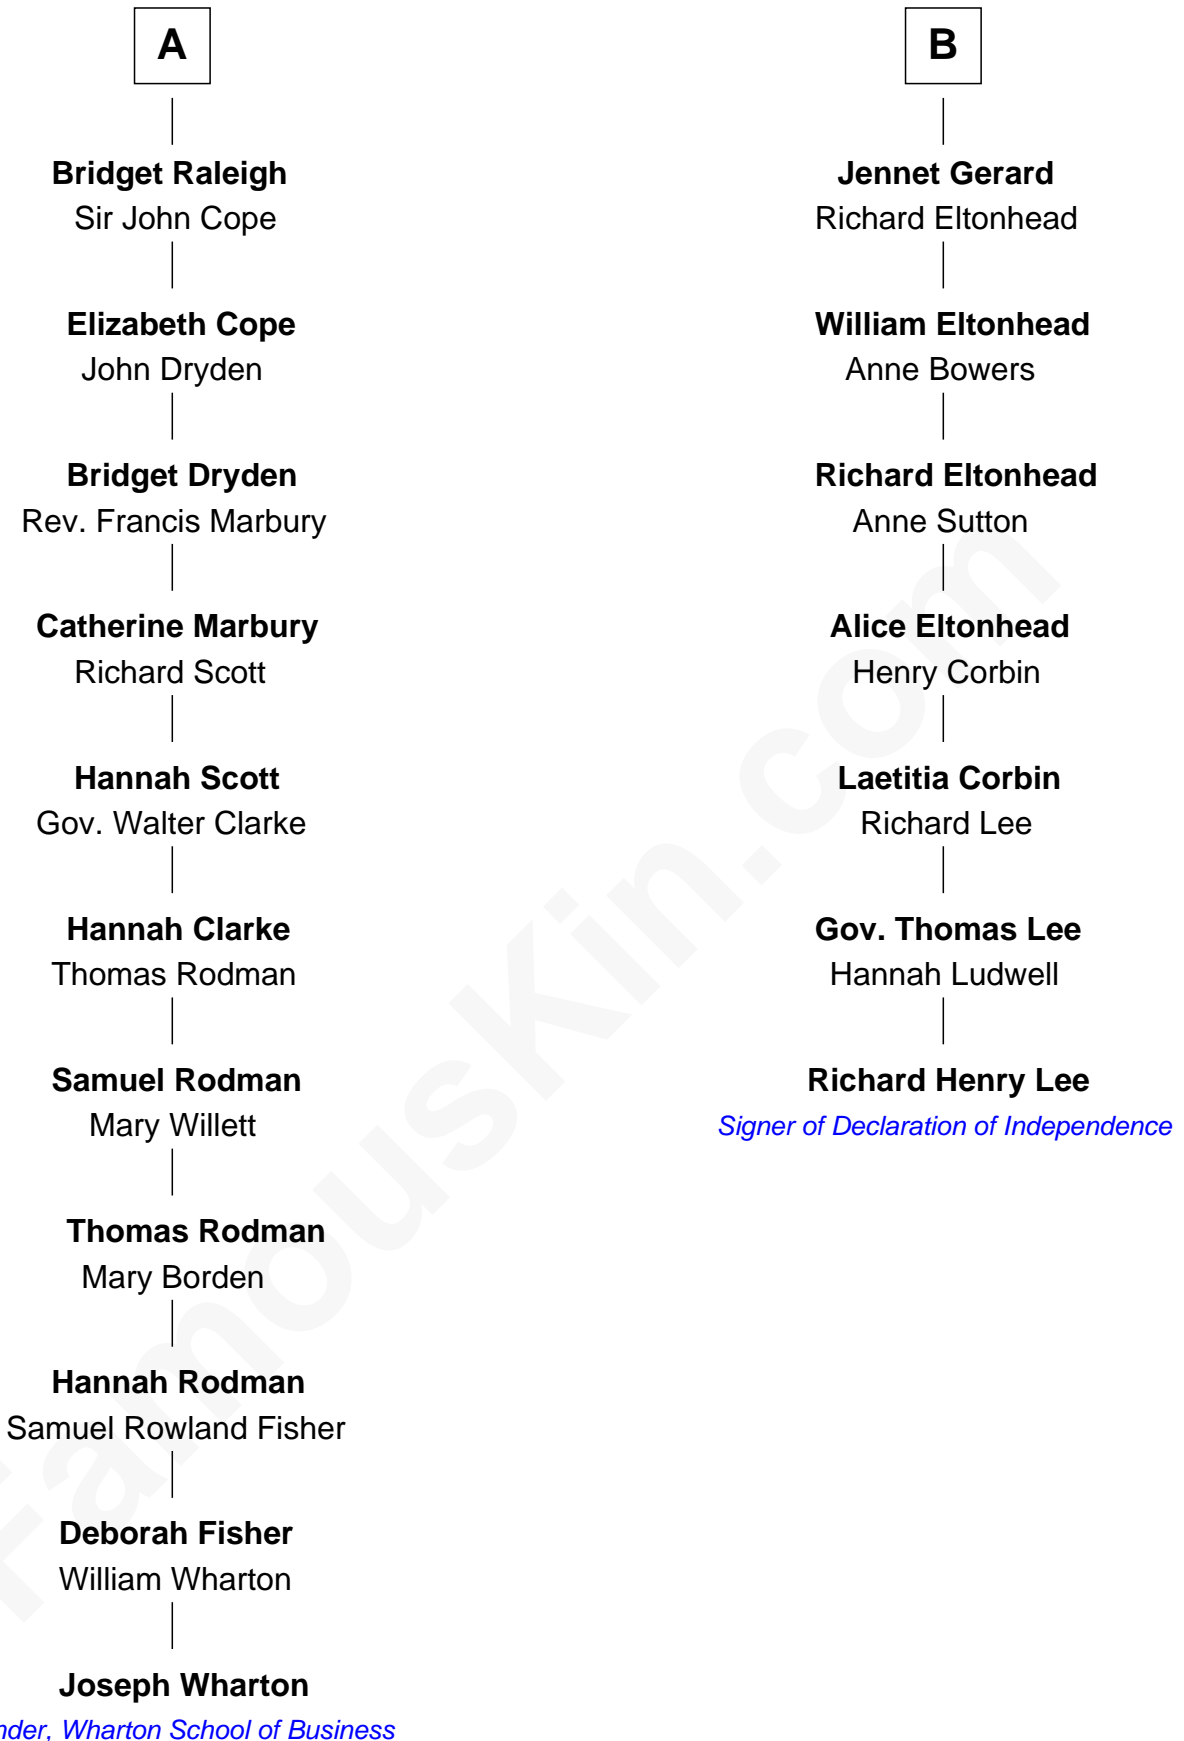 A
Bridget Raleigh
Sir John Cope
Elizabeth Cope
John Dryden
Bridget Dryden
Rev. Francis Marbury
Catherine Marbury
Richard Scott
Hannah Scott
Gov. Walter Clarke
Hannah Clarke
Thomas Rodman
Samuel Rodman
Mary Willett
Thomas Rodman
Mary Borden
Hannah Rodman
Samuel Rowland Fisher
Deborah Fisher
William Wharton
Joseph Wharton
nder, Wharton School of Business
B
Jennet Gerard
Richard Eltonhead
William Eltonhead
Anne Bowers
Richard Eltonhead
Anne Sutton
Alice Eltonhead
Henry Corbin
Laetitia Corbin
Richard Lee
Gov. Thomas Lee
Hannah Ludwell
Richard Henry Lee
Signer of Declaration of Independence
FamousKin.com